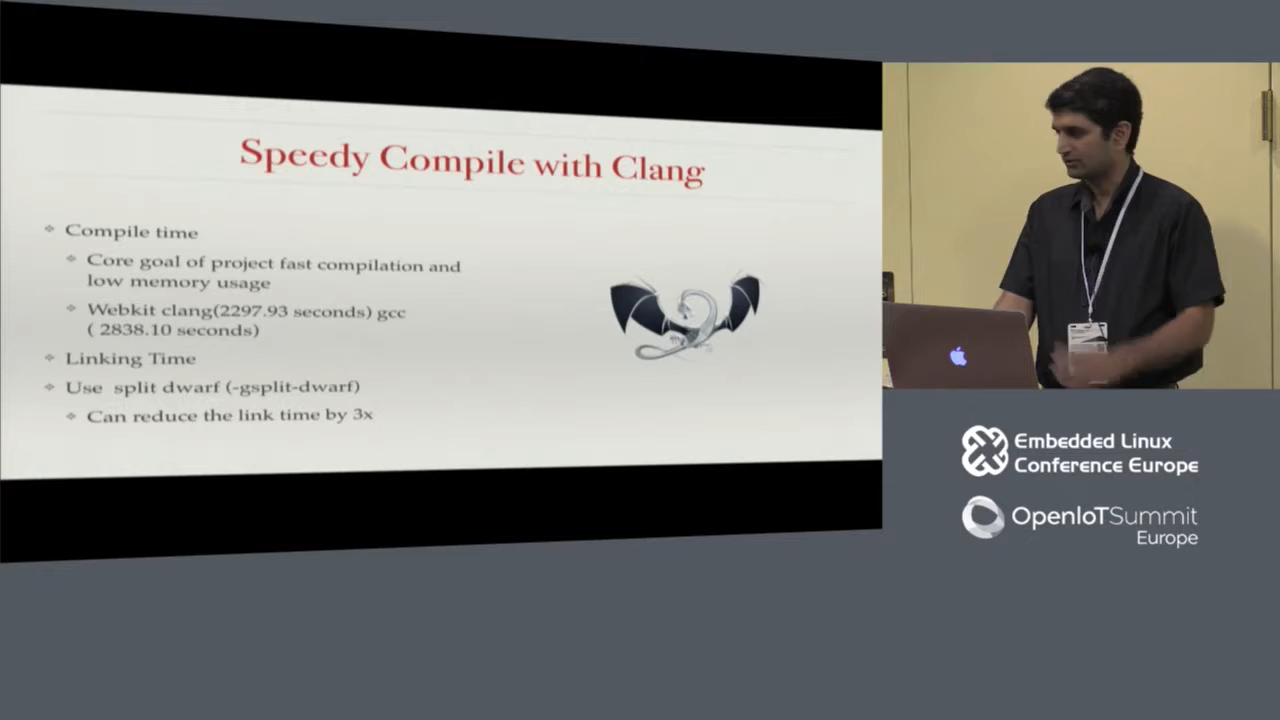 Speedy Compile with Clang
Compile time
Core goal of project fast compilation and
low memory usage
Webkit clang(2297.93 seconds) gcc
( 2838.10 seconds)
Linking Time
Use split dwarf (-gsplit-dwarf)
Can reduce the link time by 3x
Embedded Linux
Conference Europe
OpenIoTSummit
Europe